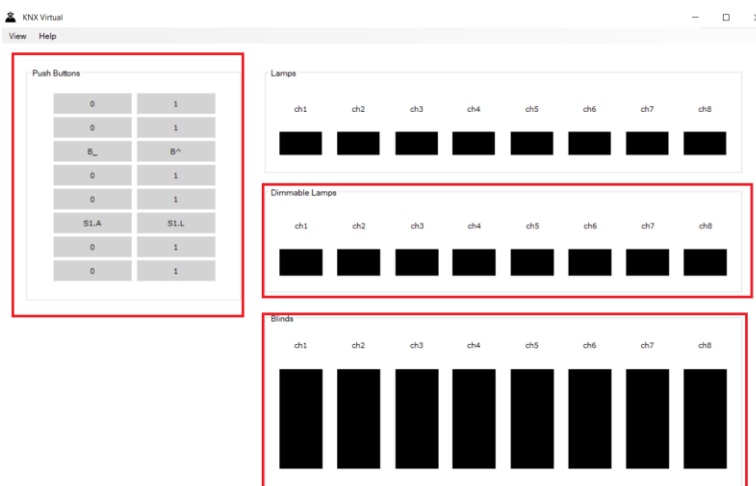 KNX Virtual
View Help
Push Buttons
0 1
0 1
B_ B^
0 1
0 1
S1.A S1.L
0 1
0 1
Lamps
ch1 ch2 ch3 ch4 ch5 ch6 ch7 ch8
Dimmable Lamps
ch1 ch2 ch3 ch4 ch5 ch6 ch7 ch8
Blinds
ch1 ch2 ch3 ch4 ch5 ch6 ch7 ch8